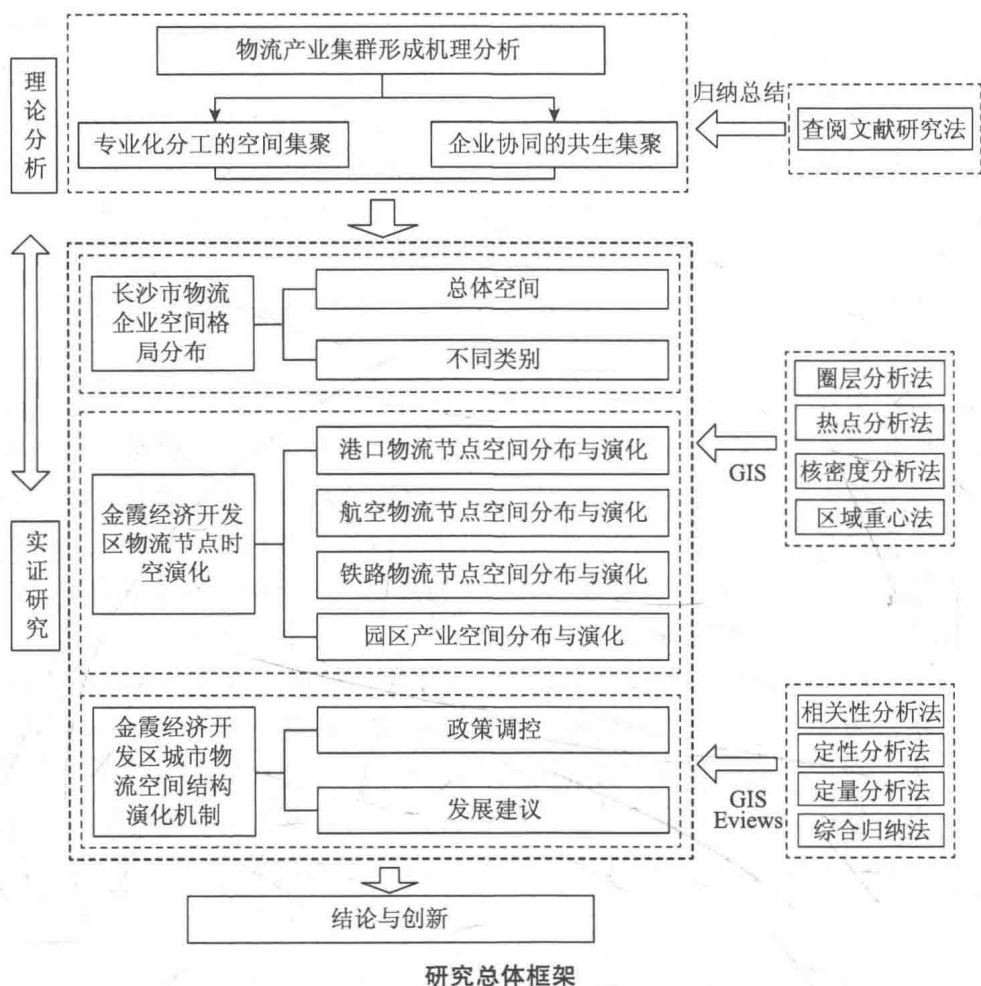 物流产业集群形成机理分析
理论分析
专业化分工的空间集聚
企业协同的共生集聚
归纳总结
查阅文献研究法
长沙市物流
企业空间格
局分布
总体空间
不同类别
金霞经济开发
区物流节点时
空演化
港口物流节点空间分布与演化
航空物流节点空间分布与演化
铁路物流节点空间分布与演化
园区产业空间分布与演化
GIS
圈层分析法
热点分析法
核密度分析法
区域重心法
实证研究
金霞经济开
发区城市物
流空间结构
演化机制
政策调控
发展建议
GIS
Eviews
相关性分析法
定性分析法
定量分析法
综合归纳法
结论与创新
研究总体框架